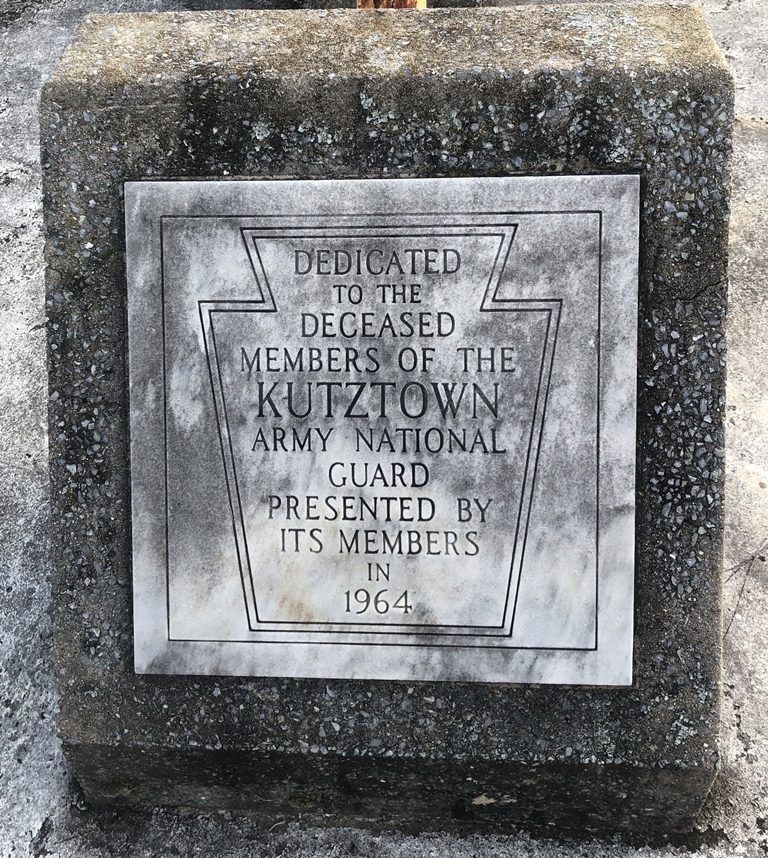 DEDICATED
TO THE
DECEASED
MEMBERS OF THE
KUTZTOWN
ARMY NATIONAL
GUARD
PRESENTED BY
ITS MEMBERS
IN
1964